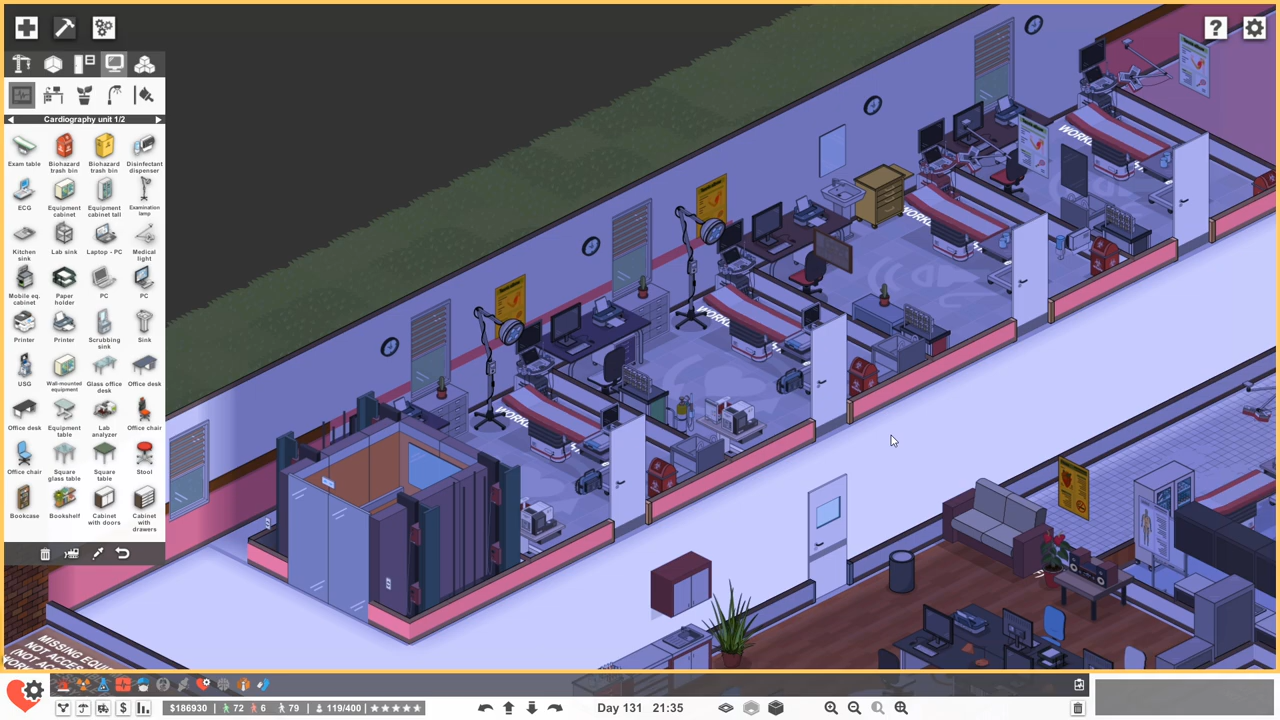 Cardiography unit 1/2
Exam table
Biohazard trash bin
Biohazard trash bin
Disinfectant dispenser
ECG
Equipment cabinet
Equipment cabinet tall
Examination lamp
Kitchen sink
Lab sink
Laptop - PC
Medical light
Mobile eq. cabinet
Paper holder
PC
PC
Printer
Printer
Scrubbing sink
Sink
USG
Wall-mounted equipment
Glass office desk
Office desk
Office desk
Equipment table
Lab analyzer
Office chair
Office chair
Square glass table
Square table
Stool
Bookcase
Bookshelf
Cabinet with doors
Cabinet with drawers
?
MISSING EQUI
NOT ACCES
(NOT ACC
$186930
72
6
79
119/400
Day 131 21:35